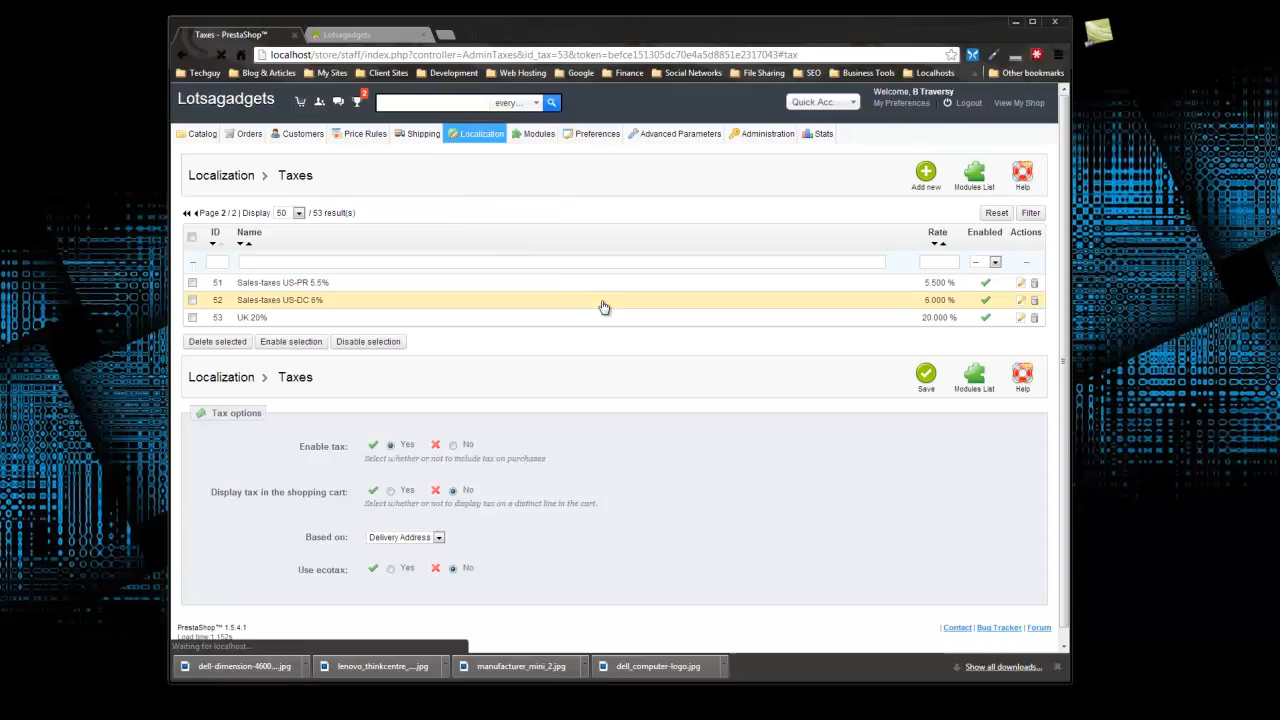 Taxes - PrestaShop™
Lotsagadgets
localhost/store/staff/index.php?controller=AdminTaxes&id_tax=53&token=befce151305dc70e4a5d8851e2317043#tax
Techguy Blog & Articles My Sites Client Sites Development Web Hosting Google Finance Social Networks File Sharing SEO Business Tools Localhosts Other bookmarks
Lotsagadgets
2
every...
Quick Acc.
Welcome, B Traversy
My Preferences Logout View My Shop
Catalog Orders Customers Price Rules Shipping Localization Modules Preferences Advanced Parameters Administration Stats
Localization > Taxes
Add new Modules List Help
Page 2 / 2 | Display 50 / 53 result(s)
Reset Filter
ID Name Rate Enabled Actions
-- -- --
51 Sales-taxes US-PR 5.5% 5.500 %
52 Sales-taxes US-DC 6% 6.000 %
53 UK 20% 20.000 %
Delete selected Enable selection Disable selection
Localization > Taxes
Save Modules List Help
Tax options
Enable tax: Yes No
Select whether or not to include tax on purchases
Display tax in the shopping cart: Yes No
Select whether or not to display tax on a distinct line in the cart.
Based on: Delivery Address
Use ecotax: Yes No
PrestaShop™ 1.5.4.1
Load time: 1.152s
| Contact | Bug Tracker | Forum
Waiting for localhost...
dell-dimension-4600....jpg lenovo_thinkcentre_....jpg manufacturer_mini_2.jpg dell_computer-logo.jpg Show all downloads...